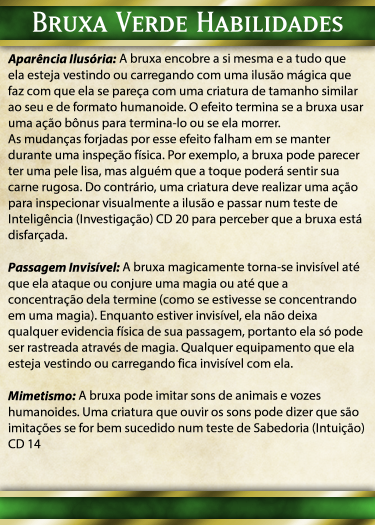 Bruxa Verde Habilidades
Aparência Ilusória: A bruxa encobre a si mesma e a tudo que
ela esteja vestindo ou carregando com uma ilusão mágica que
faz com que ela se pareça com uma criatura de tamanho similar
ao seu e de formato humanoide. O efeito termina se a bruxa usar
uma ação bônus para termina-lo ou se ela morrer.
As mudanças forjadas por esse efeito falham em se manter
durante uma inspeção física. Por exemplo, a bruxa pode parecer
ter uma pele lisa, mas alguém que a toque poderá sentir sua
carne rugosa. Do contrário, uma criatura deve realizar uma ação
para inspecionar visualmente a ilusão e passar num teste de
Inteligência (Investigação) CD 20 para perceber que a bruxa está
disfarçada.
Passagem Invisível: A bruxa magicamente torna-se invisível até
que ela ataque ou conjure uma magia ou até que a
concentração dela termine (como se estivesse se concentrando
em uma magia). Enquanto estiver invisível, ela não deixa
qualquer evidencia física de sua passagem, portanto ela só pode
ser rastreada através de magia. Qualquer equipamento que ela
esteja vestindo ou carregando fica invisível com ela.
Mimetismo: A bruxa pode imitar sons de animais e vozes
humanoides. Uma criatura que ouvir os sons pode dizer que são
imitações se for bem sucedido num teste de Sabedoria (Intuição)
CD 14